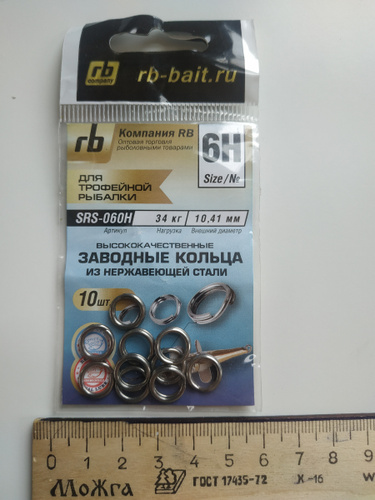 rb
company
rb-bait.ru
rb
Компания RB
Оптовая торговля
рыболовными товарами
6H
Size/№
ДЛЯ
ТРОФЕЙНОЙ
РЫБАЛКИ
SRS-060H
34 кг
10,41 мм
Артикул
Нагрузка
Внешний диаметр
ВЫСОКОКАЧЕСТВЕННЫЕ
ЗАВОДНЫЕ КОЛЬЦА
ИЗ НЕРЖАВЕЮЩЕЙ СТАЛИ
10 шт.
0 1 2 3 4 5 6 7 8 9
МоЖга
ГОСТ 17435-72